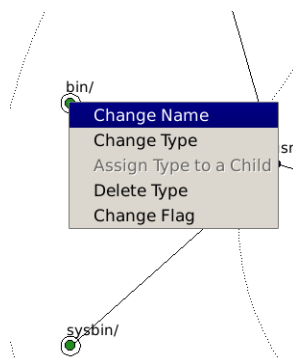 bin/
Change Name
Change Type
Assign Type to a Child
Delete Type
Change Flag
sysbin/